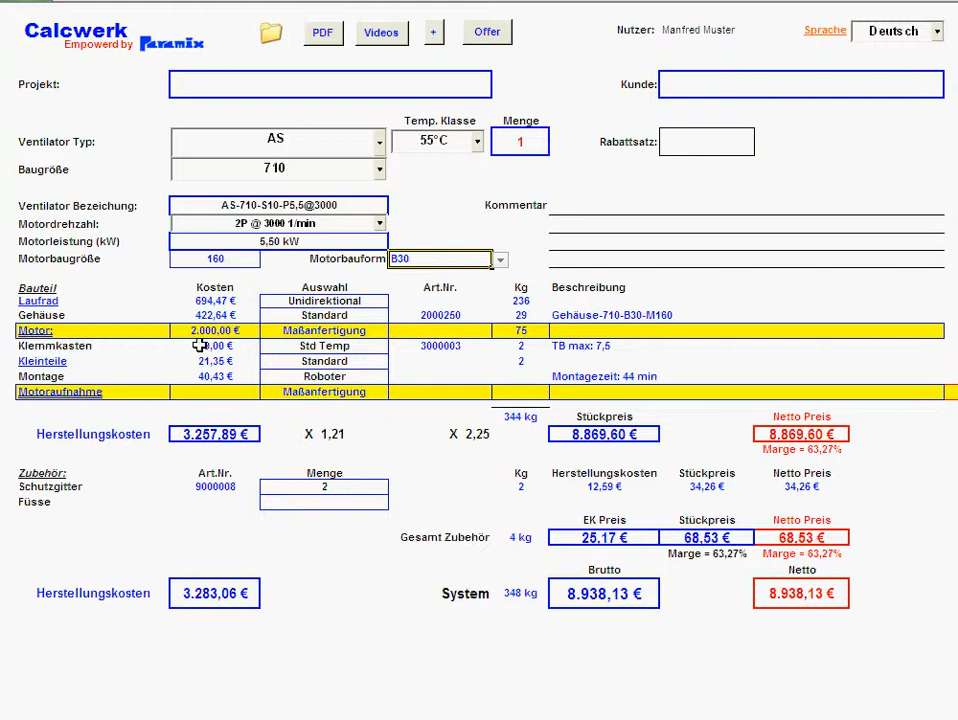 Calcwerk
Empowerd by Paramix
PDF Videos + Offer Nutzer: Manfred Muster Sprache Deutsch
Projekt: Kunde:
Temp. Klasse Menge
Ventilator Typ: AS 55°C 1 Rabattsatz:
Baugröße 710
Ventilator Bezeichung: AS-710-S10-P5,5@3000 Kommentar
Motordrehzahl: 2P @ 3000 1/min
Motorleistung (kW) 5,50 kW
Motorbaugröße 160 Motorbauform B30
Bauteil Kosten Auswahl Art.Nr. Kg Beschreibung
Laufrad 694,47 € Unidirektional 236
Gehäuse 422,64 € Standard 2000250 29 Gehäuse-710-B30-M160
Motor: 2.000,00 € Maßanfertigung 75
Klemmkasten ,00 € Std Temp 3000003 2 TB max: 7,5
Kleinteile 21,35 € Standard 2
Montage 40,43 € Roboter Montagezeit: 44 min
Motoraufnahme Maßanfertigung
344 kg Stückpreis Netto Preis
Herstellungskosten 3.257,89 € X 1,21 X 2,25 8.869,60 € 8.869,60 €
Marge = 63,27%
Zubehör: Art.Nr. Menge Kg Herstellungskosten Stückpreis Netto Preis
Schutzgitter 9000008 2 2 12,59 € 34,26 € 34,26 €
Füsse
EK Preis Stückpreis Netto Preis
Gesamt Zubehör 4 kg 25,17 € 68,53 € 68,53 €
Marge = 63,27% Marge = 63,27%
Brutto Netto
Herstellungskosten 3.283,06 € System 348 kg 8.938,13 € 8.938,13 €